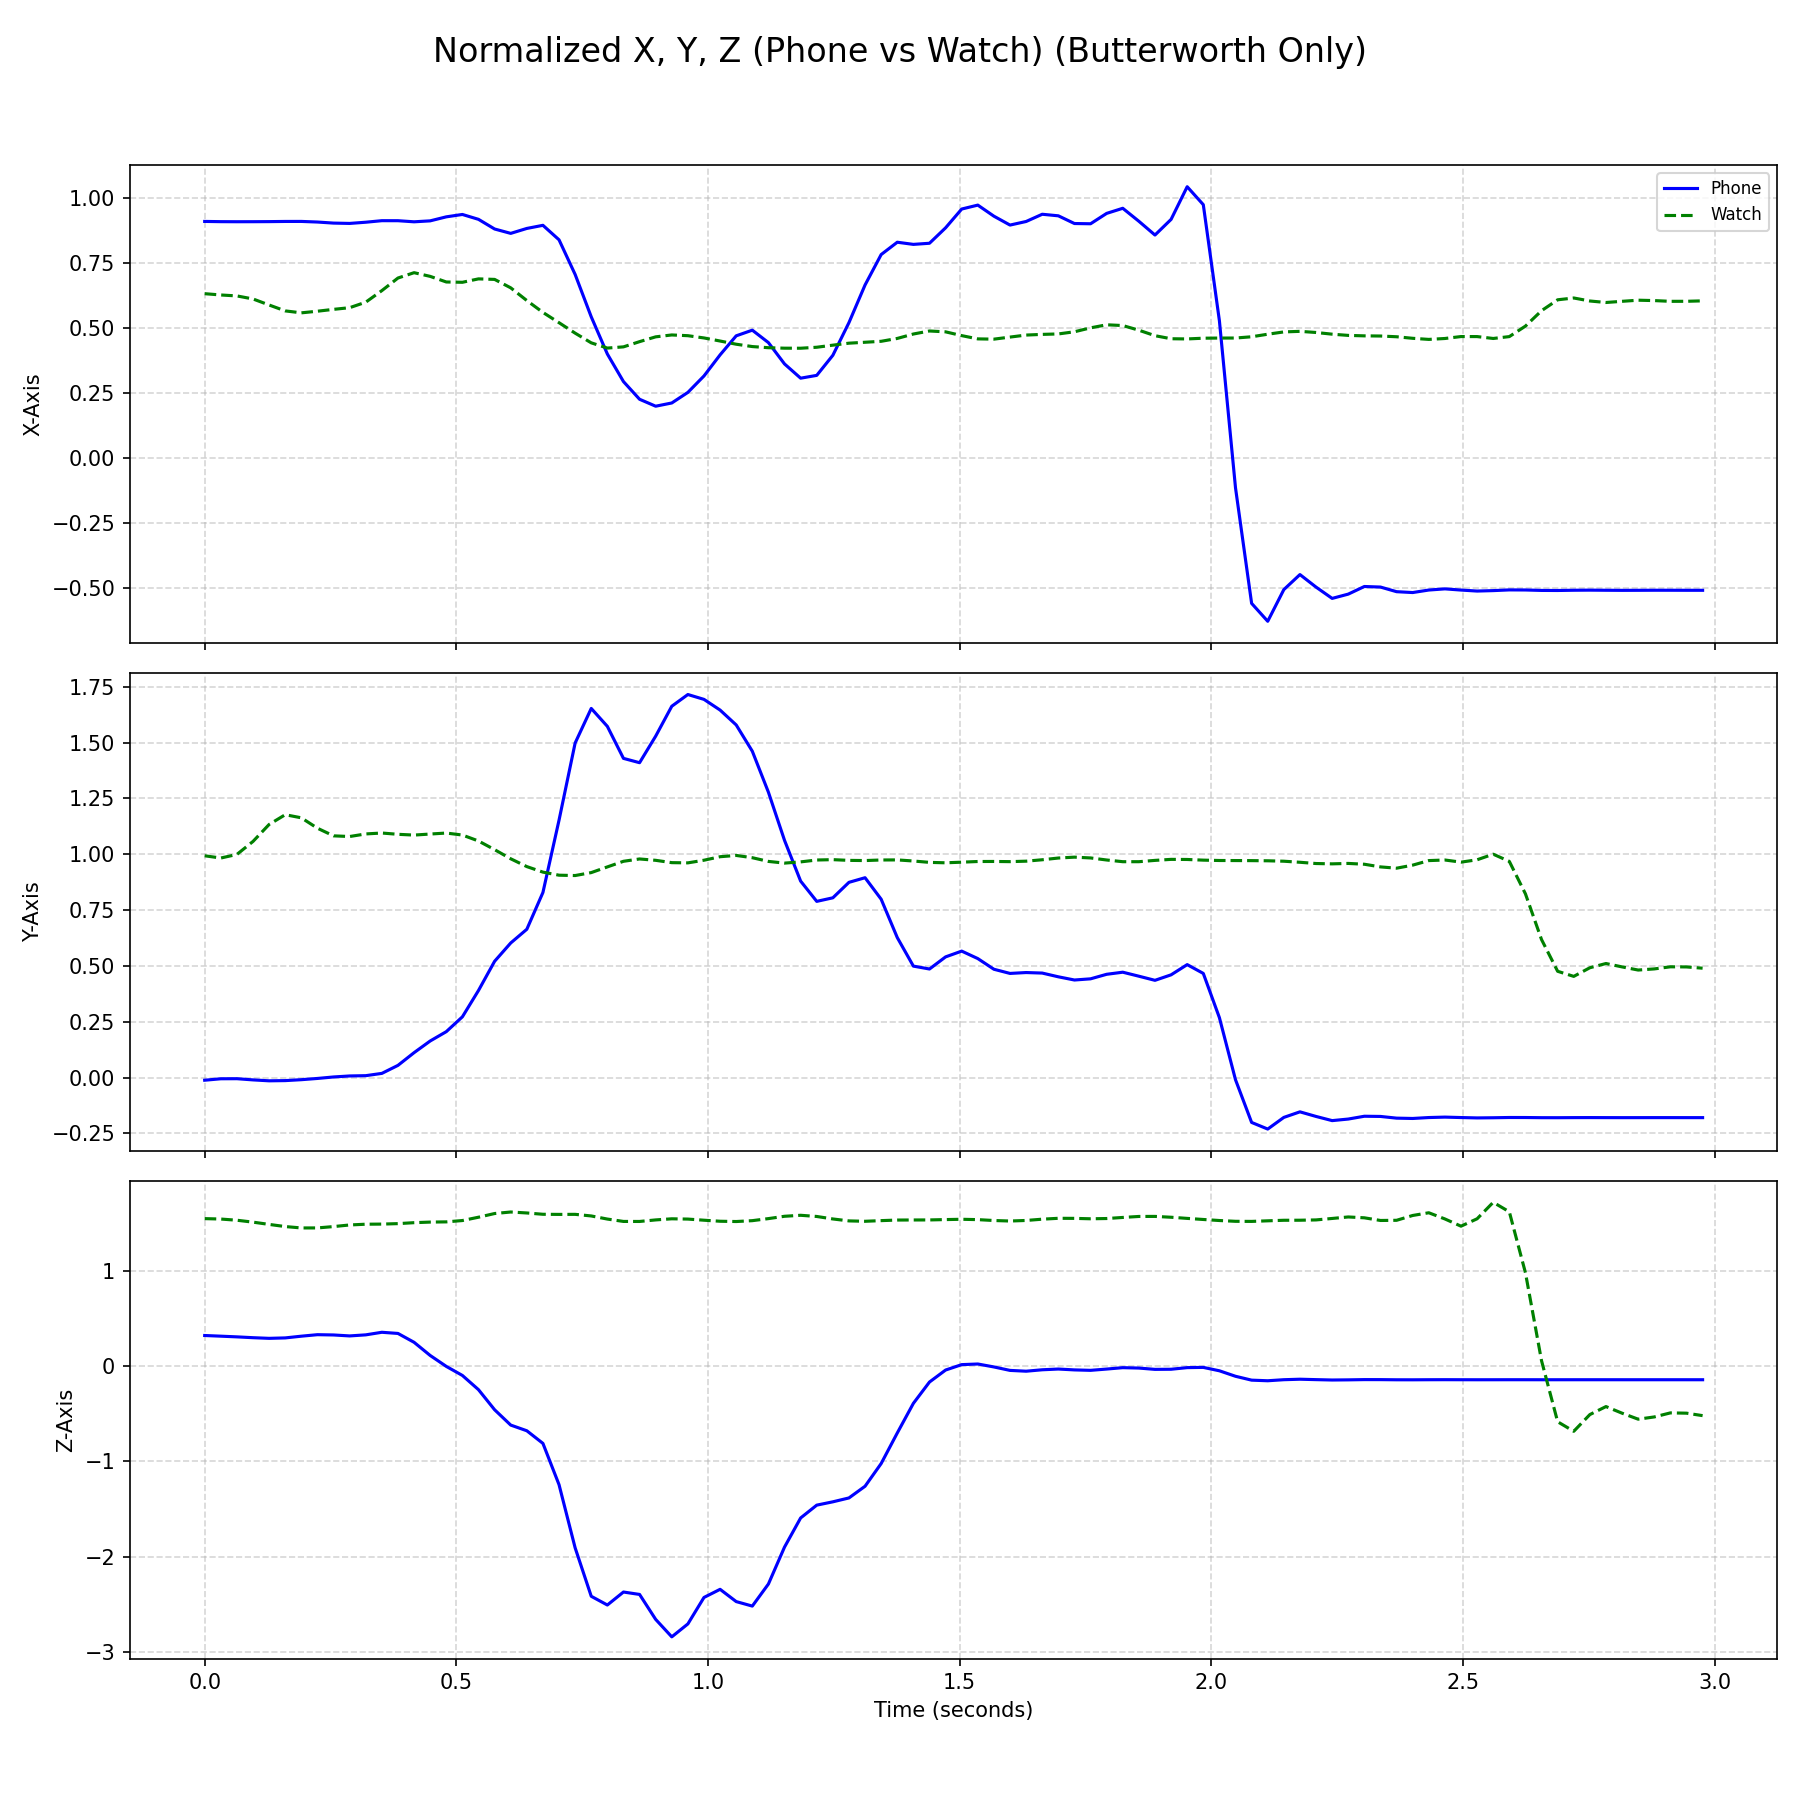 Normalized X, Y, Z (Phone vs Watch) (Butterworth Only)
Phone
Watch
X-Axis
1.00
0.75
0.50
0.25
0.00
−0.25
−0.50
Y-Axis
1.75
1.50
1.25
1.00
0.75
0.50
0.25
0.00
−0.25
Z-Axis
1
0
−1
−2
−3
0.0 0.5 1.0 1.5 2.0 2.5 3.0
Time (seconds)